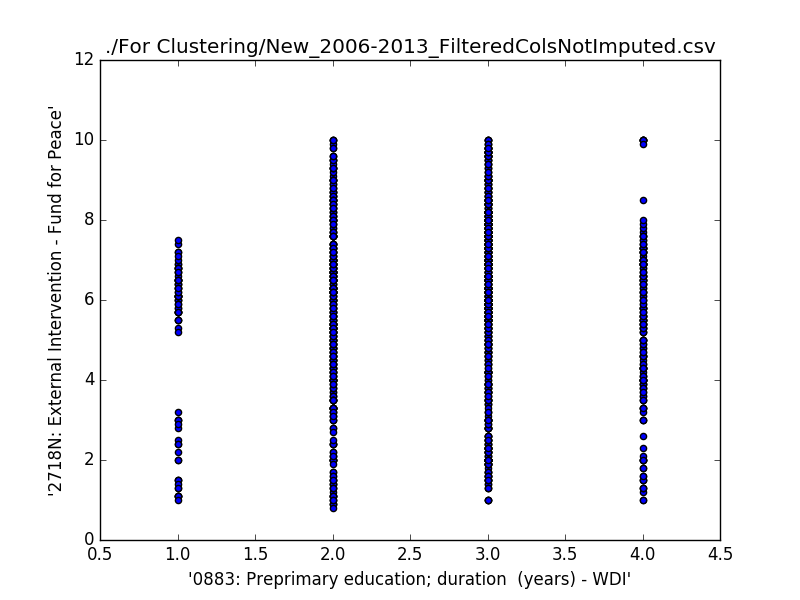 ./For Clustering/New_2006-2013_FilteredColsNotImputed.csv
12
10
8
6
4
2
0
'2718N: External Intervention - Fund for Peace'
0.5 1.0 1.5 2.0 2.5 3.0 3.5 4.0 4.5
'0883: Preprimary education; duration  (years) - WDI'